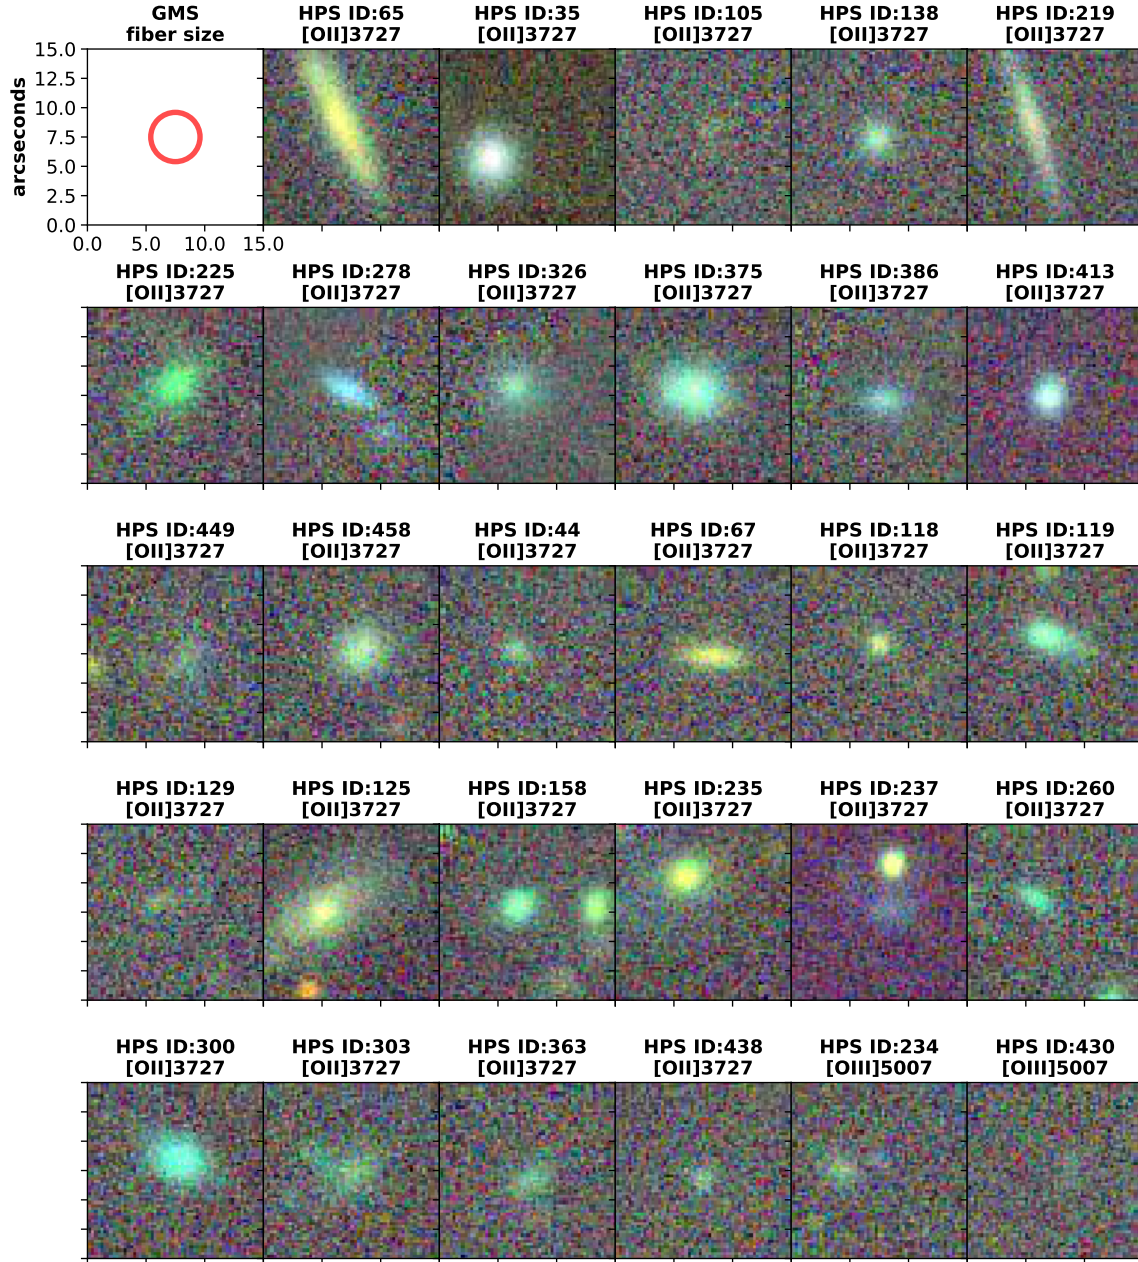 GMS
fiber size
HPS ID:65
[OII]3727
HPS ID:35
[OII]3727
HPS ID:105
[OII]3727
HPS ID:138
[OII]3727
HPS ID:219
[OII]3727
15.0
12.5
10.0
7.5
5.0
2.5
0.0
arcseconds
0.0 5.0 10.0 15.0
HPS ID:225
[OII]3727
HPS ID:278
[OII]3727
HPS ID:326
[OII]3727
HPS ID:375
[OII]3727
HPS ID:386
[OII]3727
HPS ID:413
[OII]3727
HPS ID:449
[OII]3727
HPS ID:458
[OII]3727
HPS ID:44
[OII]3727
HPS ID:67
[OII]3727
HPS ID:118
[OII]3727
HPS ID:119
[OII]3727
HPS ID:129
[OII]3727
HPS ID:125
[OII]3727
HPS ID:158
[OII]3727
HPS ID:235
[OII]3727
HPS ID:237
[OII]3727
HPS ID:260
[OII]3727
HPS ID:300
[OII]3727
HPS ID:303
[OII]3727
HPS ID:363
[OII]3727
HPS ID:438
[OII]3727
HPS ID:234
[OIII]5007
HPS ID:430
[OIII]5007